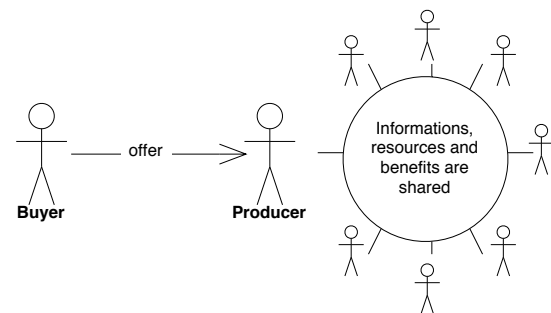 offer
Buyer
Producer
Informations,
resources and
benefits are
shared